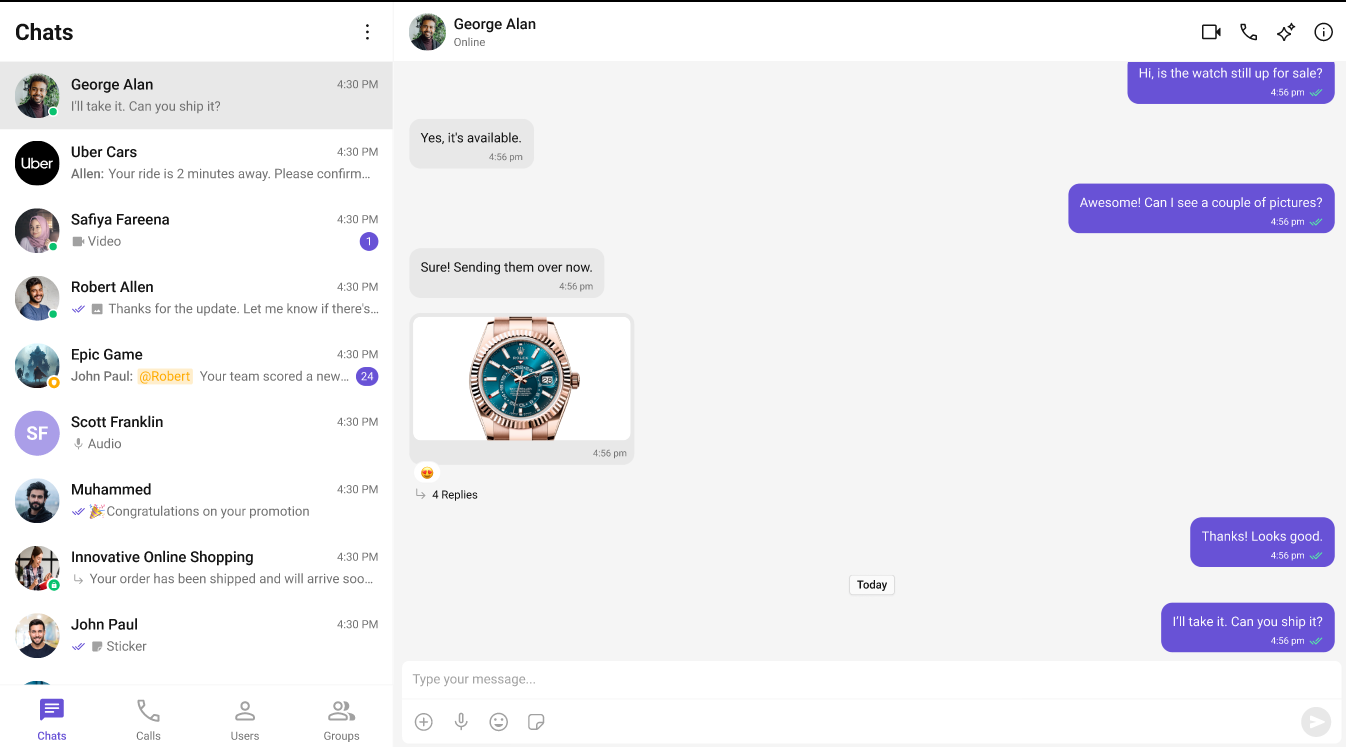 Chats
George Alan
4:30 PM
I'll take it. Can you ship it?
Uber
Uber Cars
4:30 PM
Allen: Your ride is 2 minutes away. Please confirm...
Safiya Fareena
4:30 PM
Video
1
Robert Allen
4:30 PM
Thanks for the update. Let me know if there's...
Epic Game
4:30 PM
John Paul: @Robert Your team scored a new...
24
SF
Scott Franklin
4:30 PM
Audio
Muhammed
4:30 PM
🎉Congratulations on your promotion
Innovative Online Shopping
4:30 PM
Your order has been shipped and will arrive soo...
John Paul
4:30 PM
Sticker
Chats
Calls
Users
Groups
George Alan
Online
Hi, is the watch still up for sale?
4:56 pm
Yes, it's available.
4:56 pm
Awesome! Can I see a couple of pictures?
4:56 pm
Sure! Sending them over now.
4:56 pm
ROLEX
28
4:56 pm
😍
4 Replies
Thanks! Looks good.
4:56 pm
Today
I'll take it. Can you ship it?
4:56 pm
Type your message...